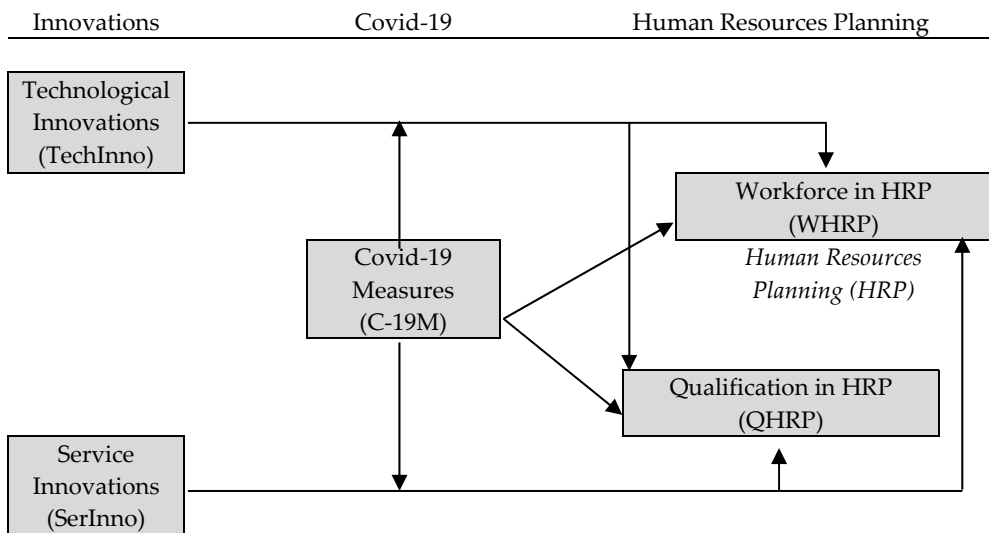 Innovations Covid-19 Human Resources Planning
Technological
Innovations
(TechInno)
Workforce in HRP
(WHRP)
Human Resources
Planning (HRP)
Covid-19
Measures
(C-19M)
Qualification in HRP
(QHRP)
Service
Innovations
(SerInno)